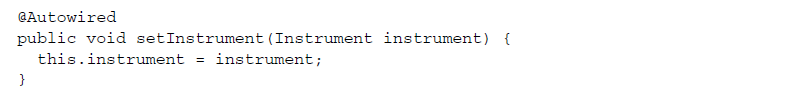 @Autowired
public void setInstrument(Instrument instrument) {
  this.instrument = instrument;
}